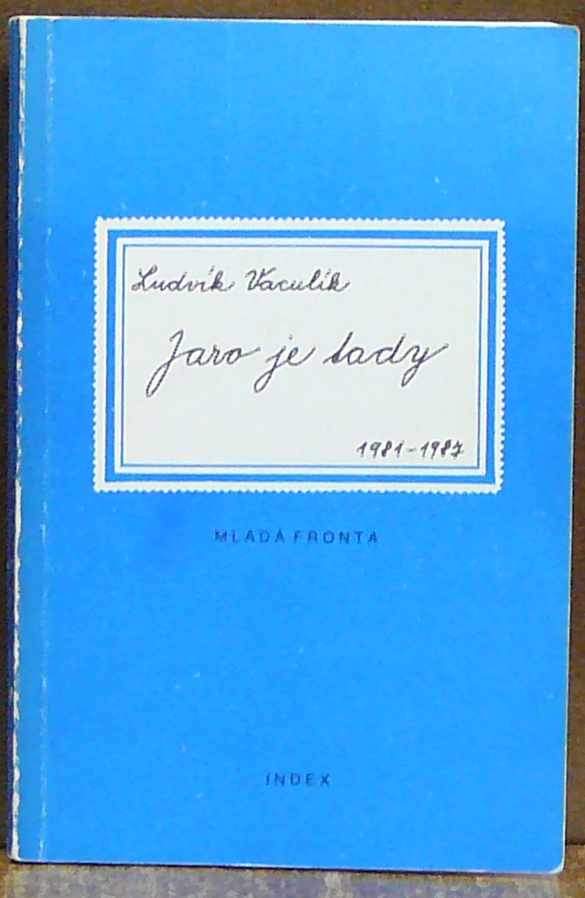 Ludvík Vaculík
Jaro je tady
1981-1987
MLADÁ FRONTA
INDEX